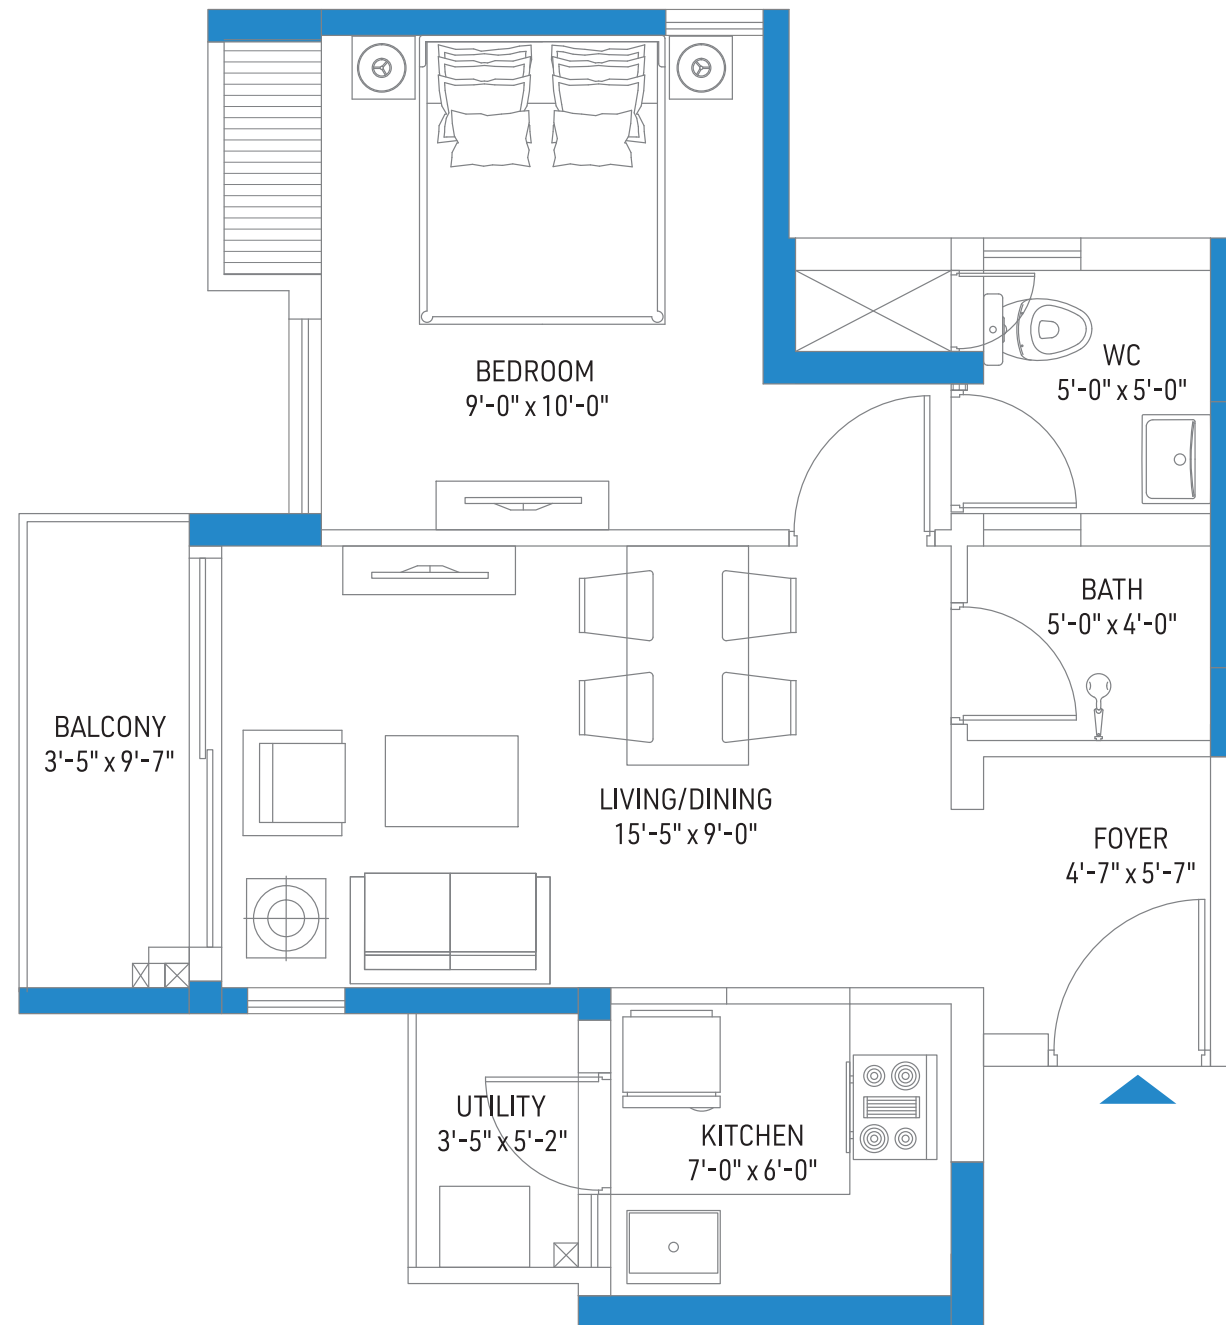 BEDROOM
9'-0" x 10'-0"
WC
5'-0" x 5'-0"
BATH
5'-0" x 4'-0"
BALCONY
3'-5" x 9'-7"
LIVING/DINING
15'-5" x 9'-0"
FOYER
4'-7" x 5'-7"
UTILITY
3'-5" x 5'-2"
KITCHEN
7'-0" x 6'-0"